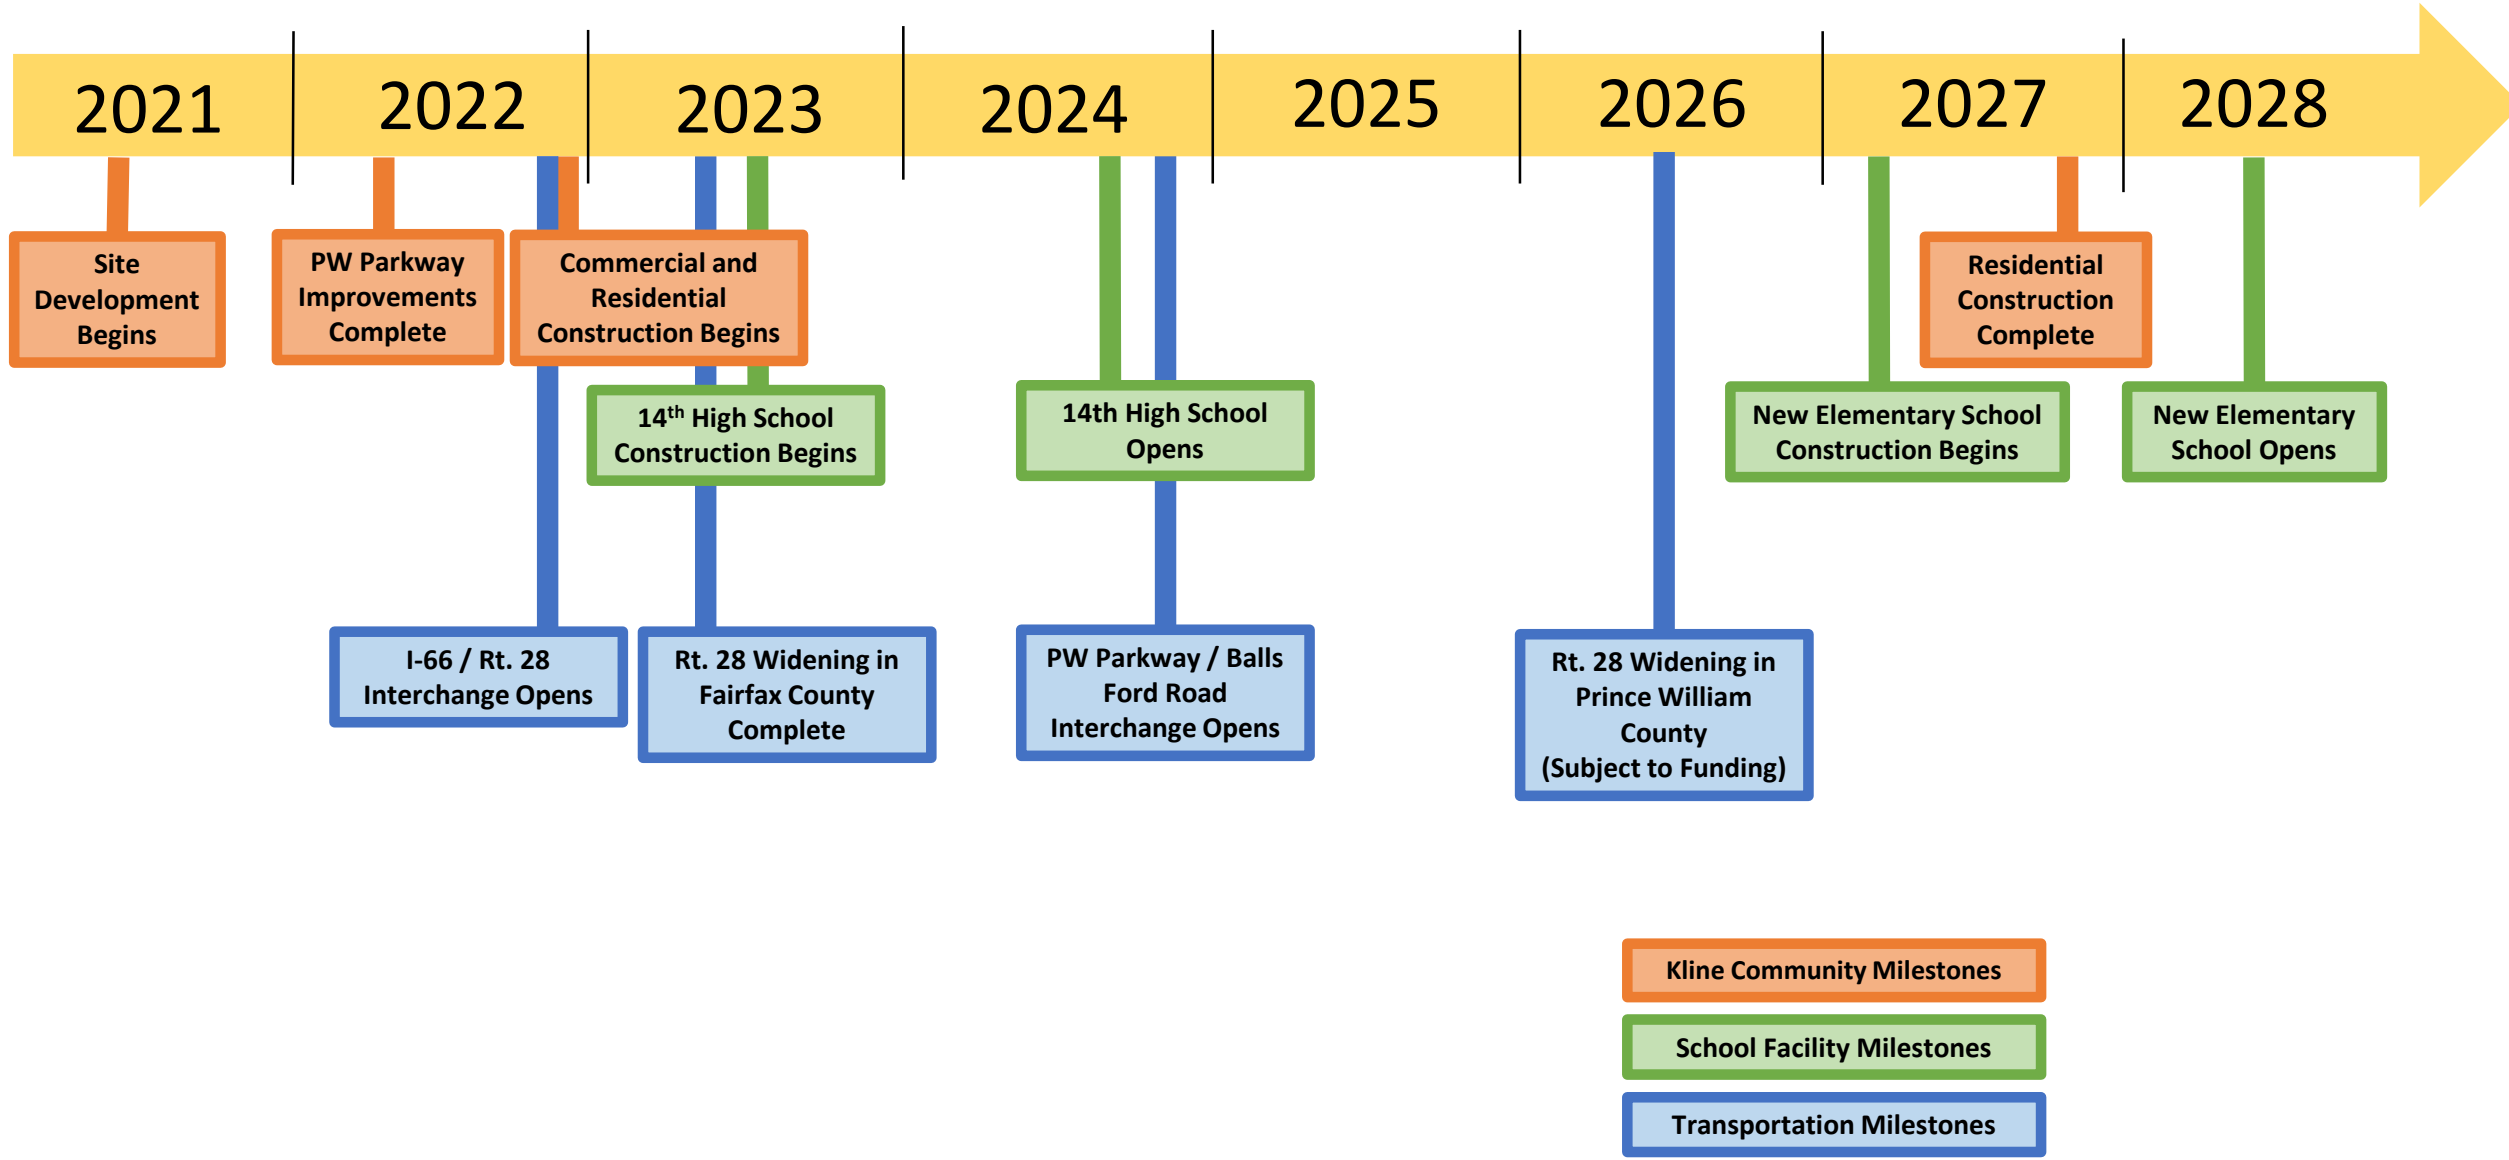 2021
2022
2023
2024
2025
2026
2027
2028
Site
Development
Begins
PW Parkway
Improvements
Complete
Commercial and
Residential
Construction Begins
Residential
Construction
Complete
14th High School
Construction Begins
14th High School
Opens
New Elementary School
Construction Begins
New Elementary
School Opens
I-66 / Rt. 28
Interchange Opens
Rt. 28 Widening in
Fairfax County
Complete
PW Parkway / Balls
Ford Road
Interchange Opens
Rt. 28 Widening in
Prince William
County
(Subject to Funding)
Kline Community Milestones
School Facility Milestones
Transportation Milestones